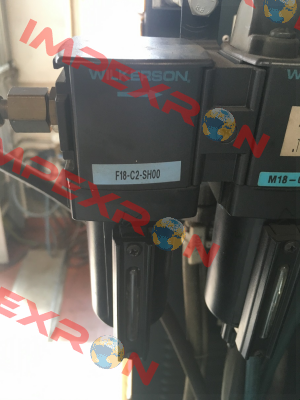 WILKERSON
F18-C2-SH00
M18-
IMPEXRON
IMPEXRON
IMPEXRON